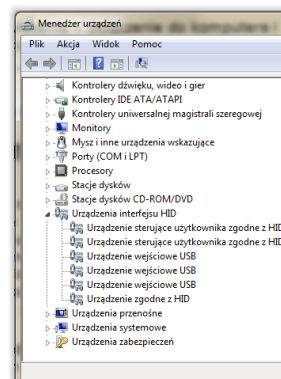 Menedżer urządzeń
Plik Akcja Widok Pomoc
Kontrolery dźwięku, wideo i gier
Kontrolery IDE ATA/ATAPI
Kontrolery uniwersalnej magistrali szeregowej
Monitory
Mysz i inne urządzenia wskazujące
Porty (COM i LPT)
Procesory
Stacje dysków
Stacje dysków CD-ROM/DVD
Urządzenia interfejsu HID
Urządzenie sterujące użytkownika zgodne z HID
Urządzenie sterujące użytkownika zgodne z HID
Urządzenie wejściowe USB
Urządzenie wejściowe USB
Urządzenie wejściowe USB
Urządzenie zgodne z HID
Urządzenia przenośne
Urządzenia systemowe
Urządzenia zabezpieczeń